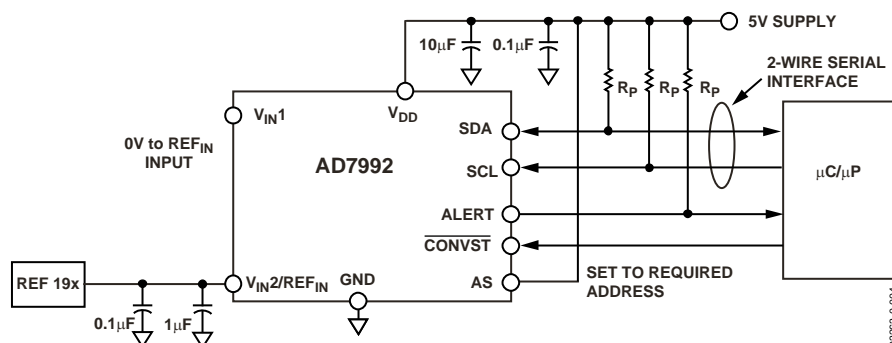 5V SUPPLY
10μF
0.1μF
2-WIRE SERIAL
INTERFACE
RP
RP
RP
VIN1
VDD
SDA
0V to REFIN
INPUT
AD7992
SCL
μC/μP
ALERT
CONVST
REF 19x
VIN2/REFIN
GND
AS
SET TO REQUIRED
ADDRESS
0.1μF
1μF